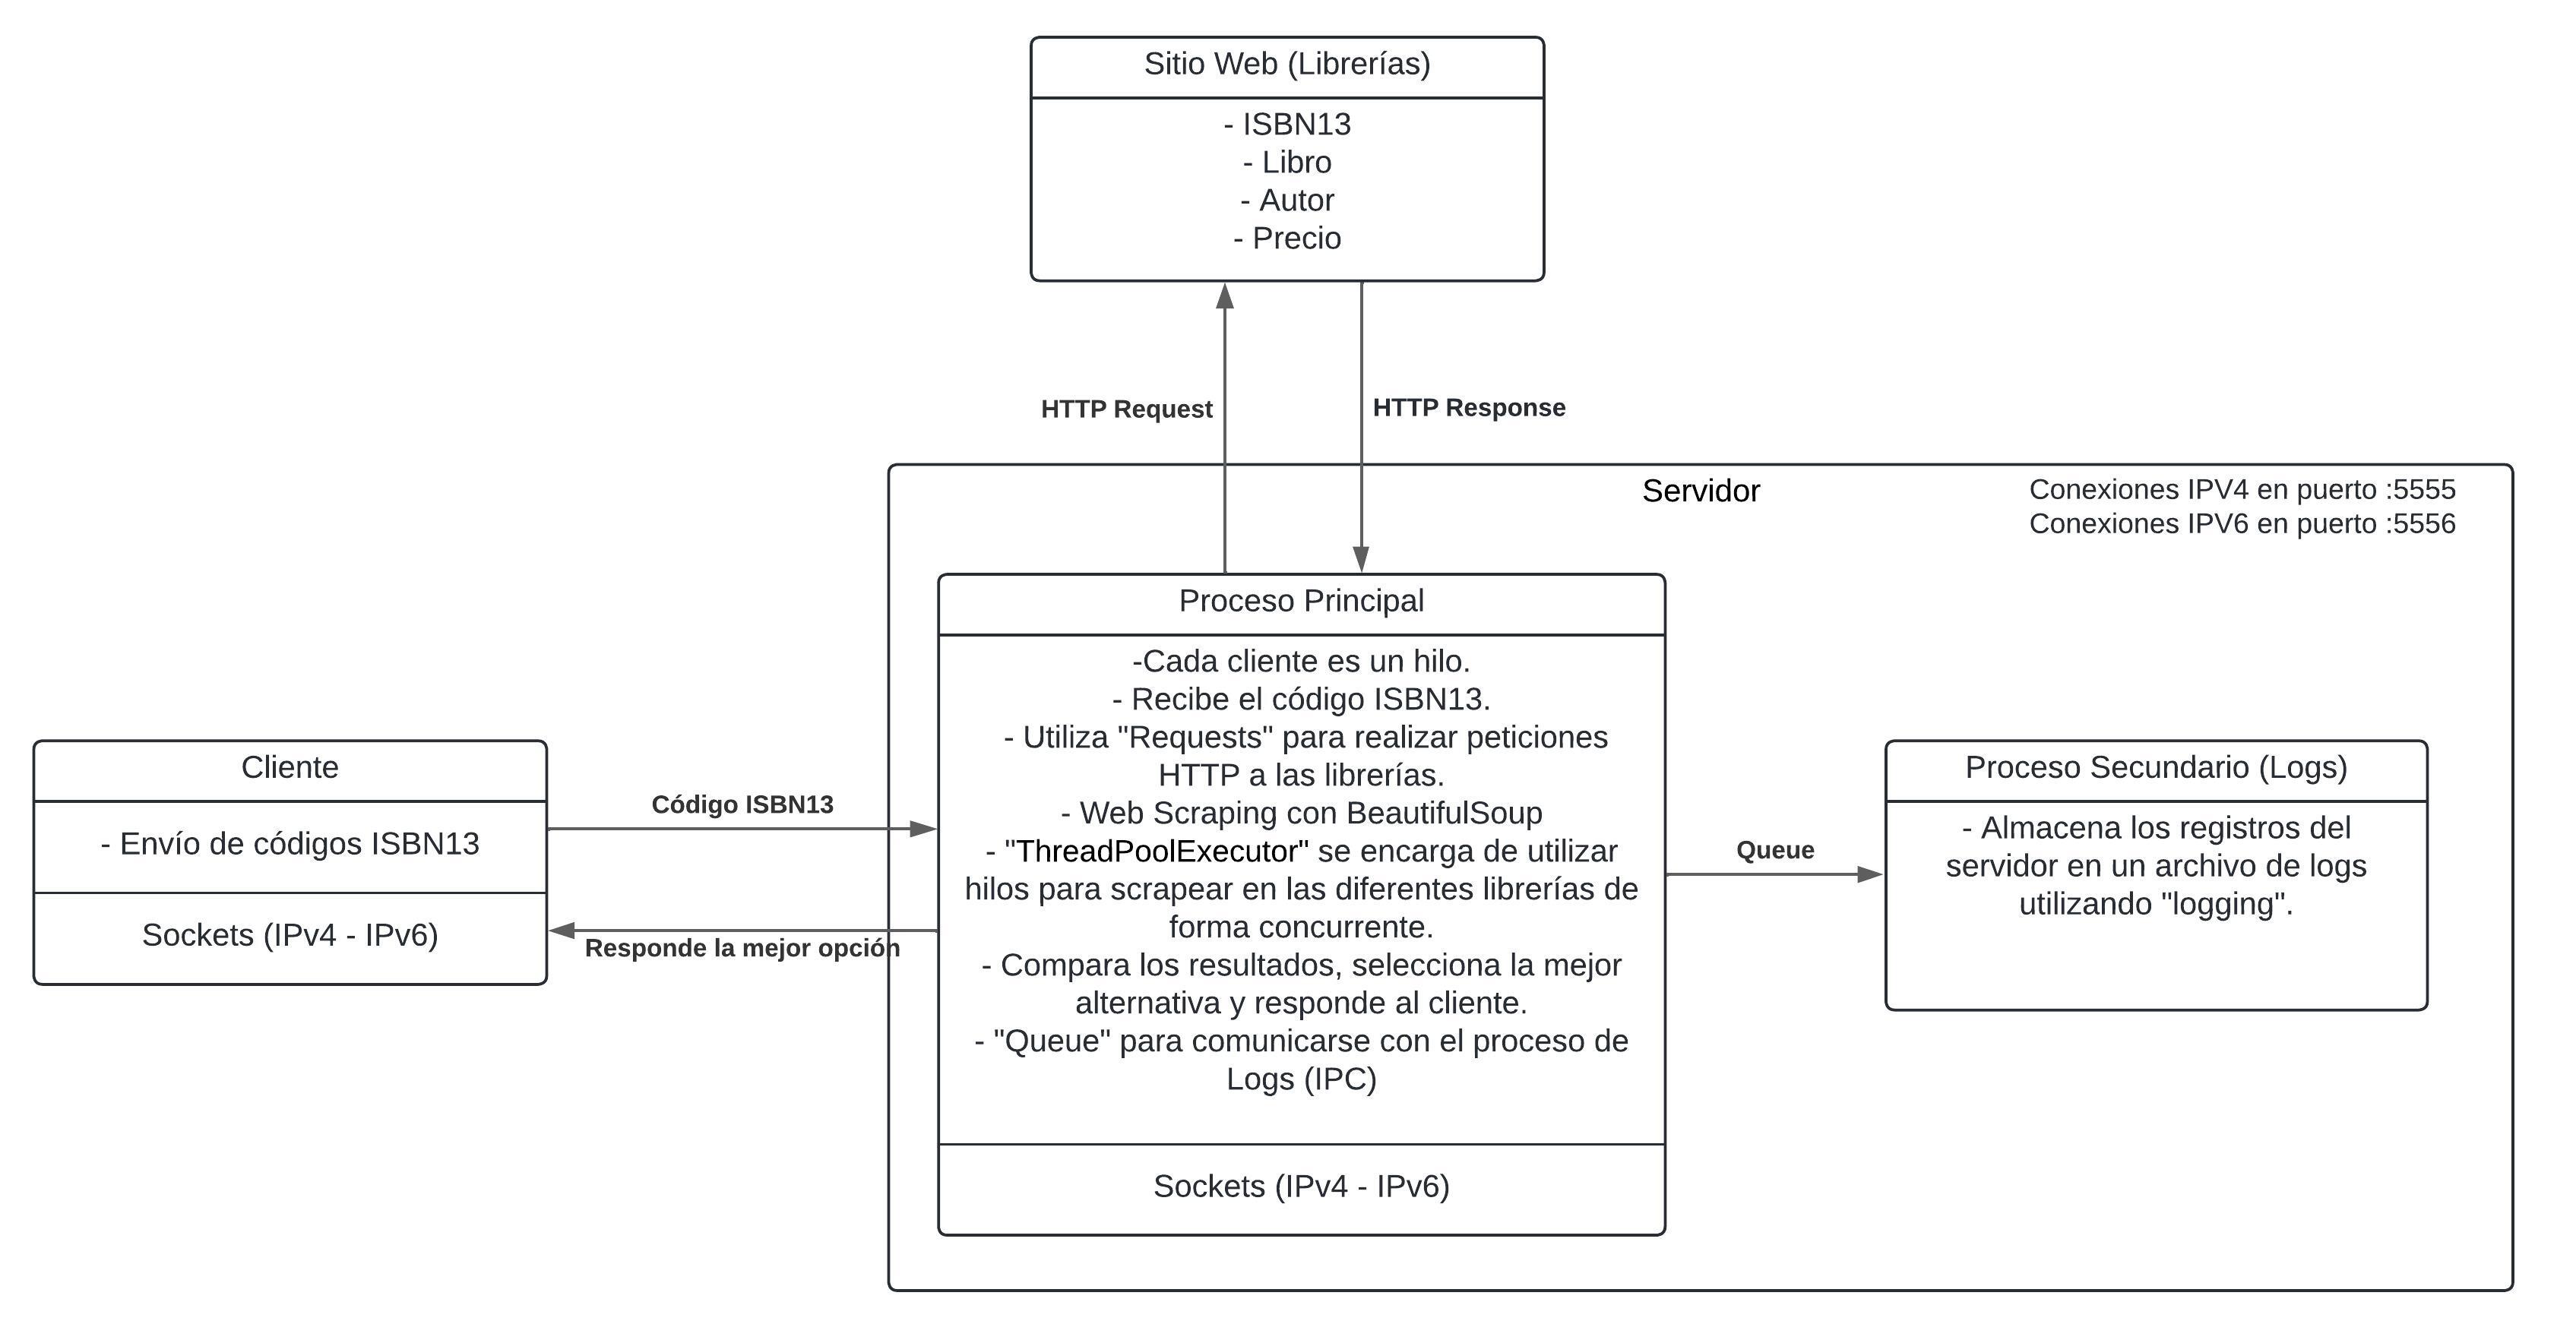 Sitio Web (Librerías)
- ISBN13
- Libro
- Autor
- Precio
HTTP Request
HTTP Response
Servidor
Conexiones IPV4 en puerto :5555
Conexiones IPV6 en puerto :5556
Proceso Principal
-Cada cliente es un hilo.
- Recibe el código ISBN13.
- Utiliza "Requests" para realizar peticiones
HTTP a las librerías.
- Web Scraping con BeautifulSoup
- "ThreadPoolExecutor" se encarga de utilizar
hilos para scrapear en las diferentes librerías de
forma concurrente.
- Compara los resultados, selecciona la mejor
alternativa y responde al cliente.
- "Queue" para comunicarse con el proceso de
Logs (IPC)
Sockets (IPv4 - IPv6)
Cliente
- Envío de códigos ISBN13
Sockets (IPv4 - IPv6)
Código ISBN13
Responde la mejor opción
Queue
Proceso Secundario (Logs)
- Almacena los registros del
servidor en un archivo de logs
utilizando "logging".